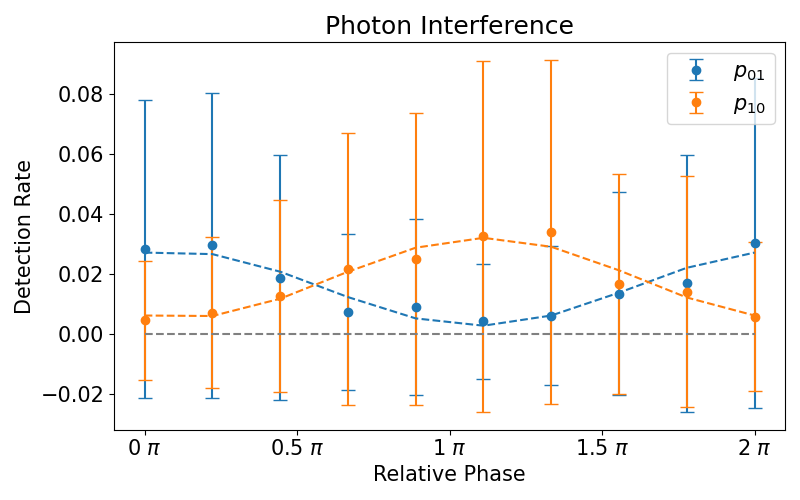 Photon Interference
Detection Rate
0.08
0.06
0.04
0.02
0.00
−0.02
0 π
0.5 π
1 π
1.5 π
2 π
Relative Phase
p₀₁
p₁₀